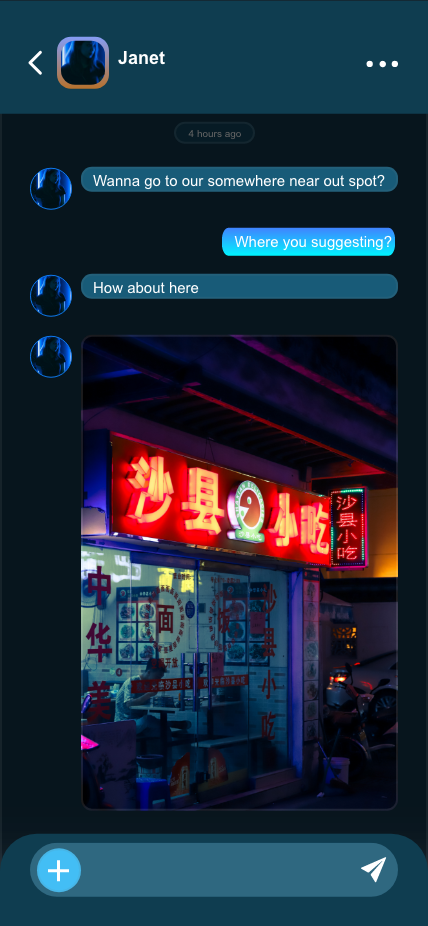 Janet
4 hours ago
Wanna go to our somewhere near out spot?
Where you suggesting?
How about here
沙县小吃
沙县小吃
中华美
面
沙县小吃